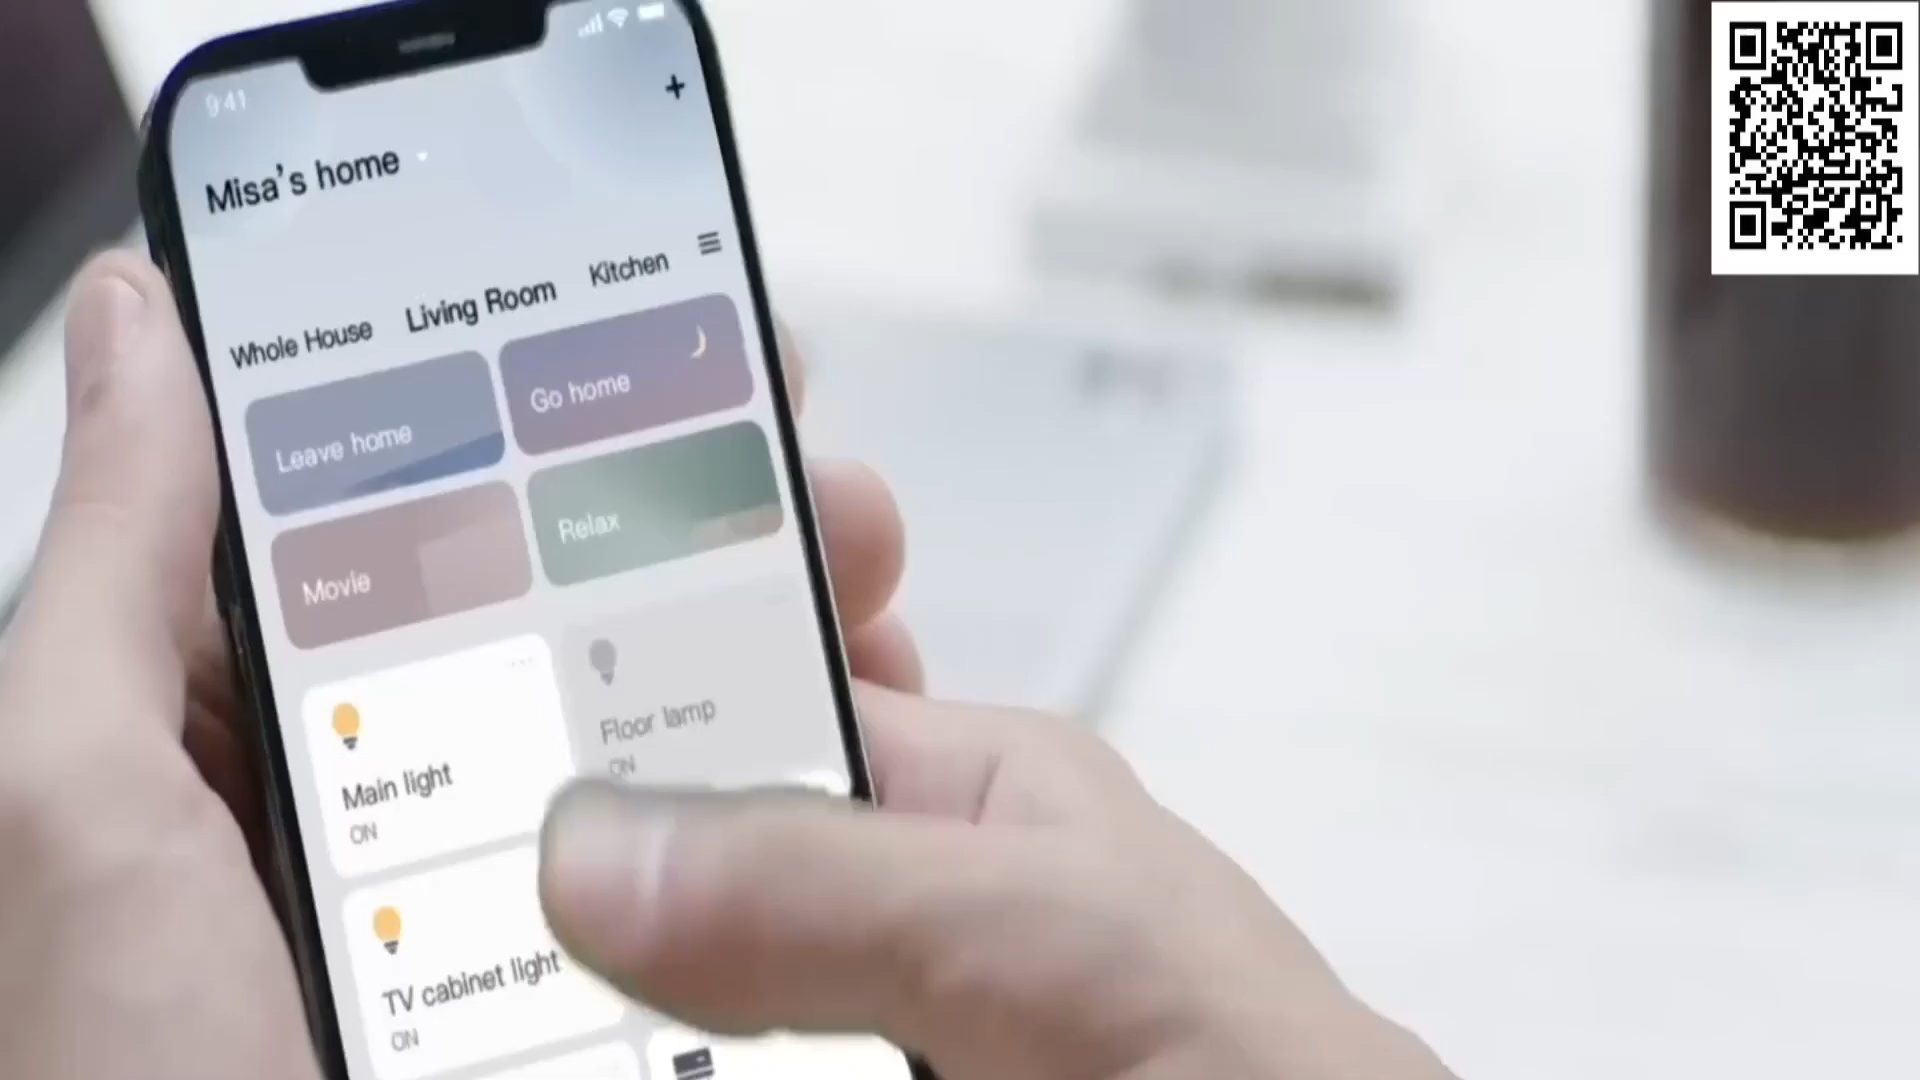 9:41
+
Misa's home
Whole House Living Room Kitchen
Leave home
Go home
Movie
Relax
Main light
ON
Floor lamp
ON
TV cabinet light
ON